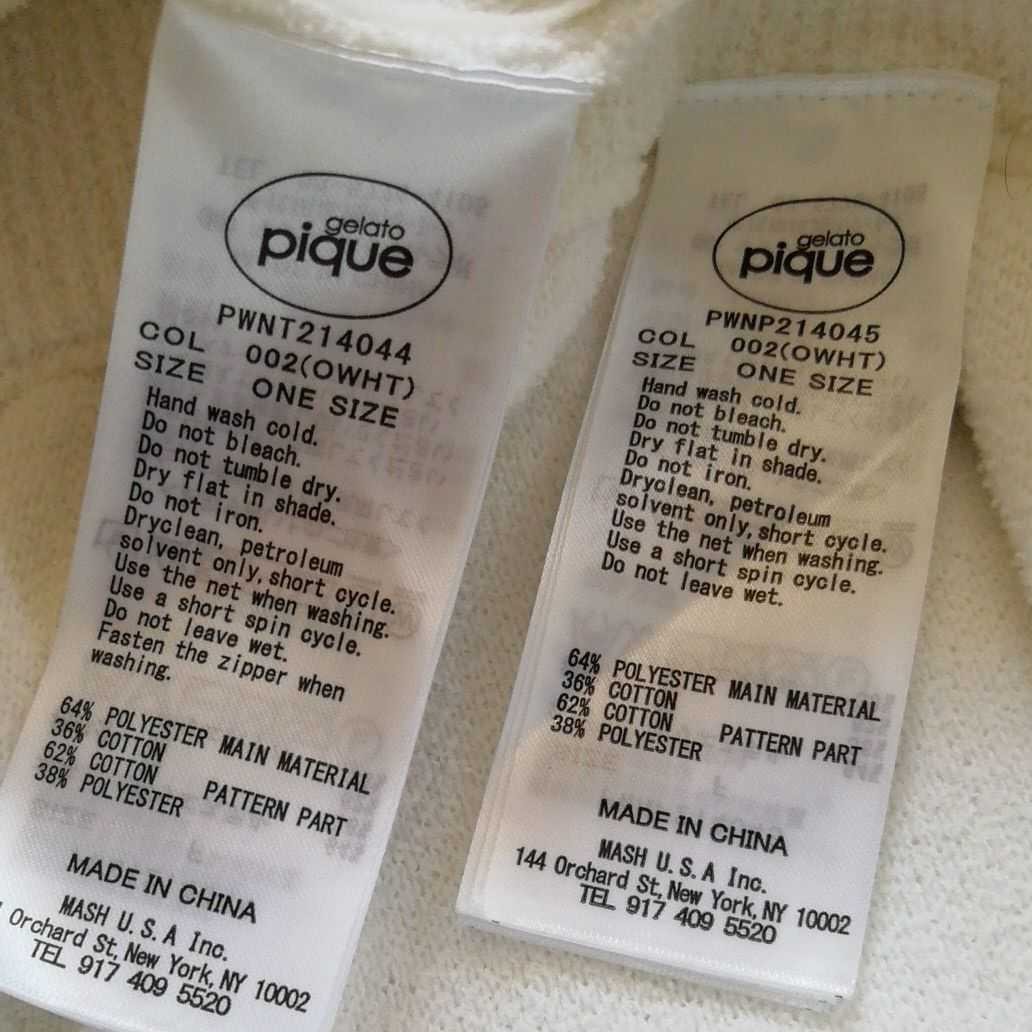 gelato
pique
PWNT214044
COL 002(OWHT)
SIZE ONE SIZE
Hand wash cold.
Do not bleach.
Do not tumble dry.
Dry flat in shade.
Do not iron.
Dryclean, petroleum
solvent only,short cycle.
Use the net when washing.
Use a short spin cycle.
Do not leave wet.
Fasten the zipper when
washing.
64% POLYESTER MAIN MATERIAL
36% COTTON
62% COTTON PATTERN PART
38% POLYESTER
MADE IN CHINA
MASH U.S.A Inc.
Orchard St, New York, NY 10002
TEL 917 409 5520
gelato
pique
PWNP214045
COL 002(OWHT)
SIZE ONE SIZE
Hand wash cold.
Do not bleach.
Do not tumble dry.
Dry flat in shade.
Do not iron.
Dryclean, petroleum
solvent only,short cycle.
Use the net when washing.
Use a short spin cycle.
Do not leave wet.
64% POLYESTER MAIN MATERIAL
36% COTTON
62% COTTON PATTERN PART
38% POLYESTER
MADE IN CHINA
MASH U.S.A Inc.
144 Orchard St, New York, NY 10002
TEL 917 409 5520